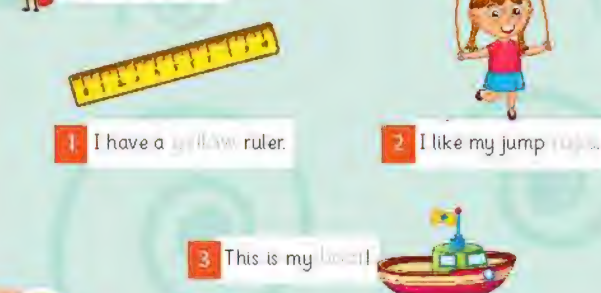 1 I have a yellow ruler.
2 I like my jump rope.
3 This is my boat!